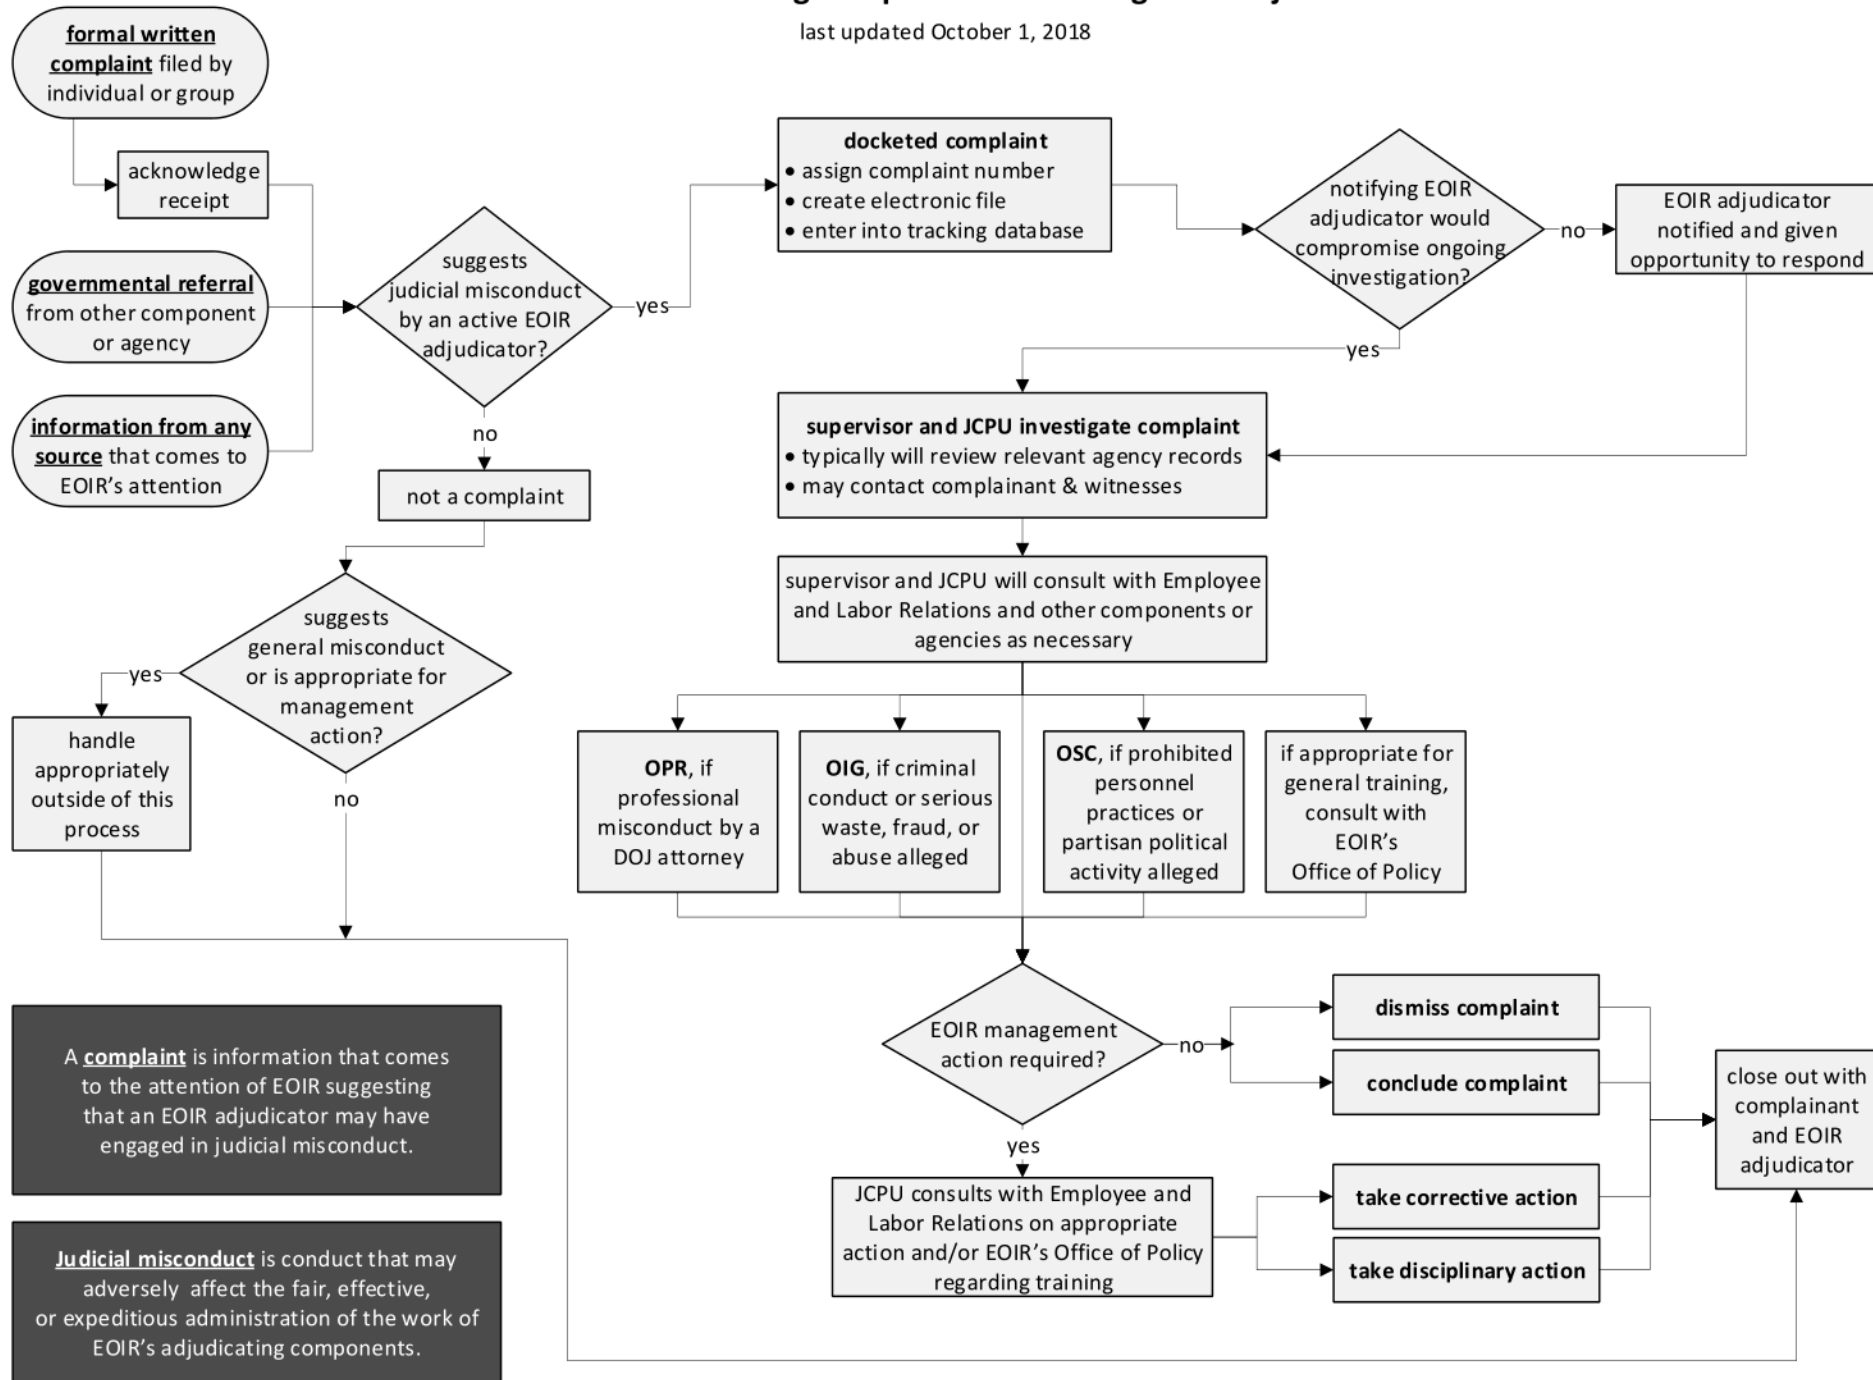 last updated October 1, 2018
formal written
complaint filed by
individual or group
acknowledge
receipt
governmental referral
from other component
or agency
information from any
source that comes to
EOIR’s attention
suggests
judicial misconduct
by an active EOIR
adjudicator?
yes
no
not a complaint
suggests
general misconduct
or is appropriate for
management
action?
yes
no
handle
appropriately
outside of this
process
docketed complaint
• assign complaint number
• create electronic file
• enter into tracking database
notifying EOIR
adjudicator would
compromise ongoing
investigation?
no
yes
EOIR adjudicator
notified and given
opportunity to respond
supervisor and JCPU investigate complaint
• typically will review relevant agency records
• may contact complainant & witnesses
supervisor and JCPU will consult with Employee
and Labor Relations and other components or
agencies as necessary
OPR, if
professional
misconduct by a
DOJ attorney
OIG, if criminal
conduct or serious
waste, fraud, or
abuse alleged
OSC, if prohibited
personnel
practices or
partisan political
activity alleged
if appropriate for
general training,
consult with
EOIR’s
Office of Policy
EOIR management
action required?
no
yes
dismiss complaint
conclude complaint
JCPU consults with Employee and
Labor Relations on appropriate
action and/or EOIR’s Office of Policy
regarding training
take corrective action
take disciplinary action
close out with
complainant
and EOIR
adjudicator
A complaint is information that comes
to the attention of EOIR suggesting
that an EOIR adjudicator may have
engaged in judicial misconduct.
Judicial misconduct is conduct that may
adversely affect the fair, effective,
or expeditious administration of the work of
EOIR’s adjudicating components.